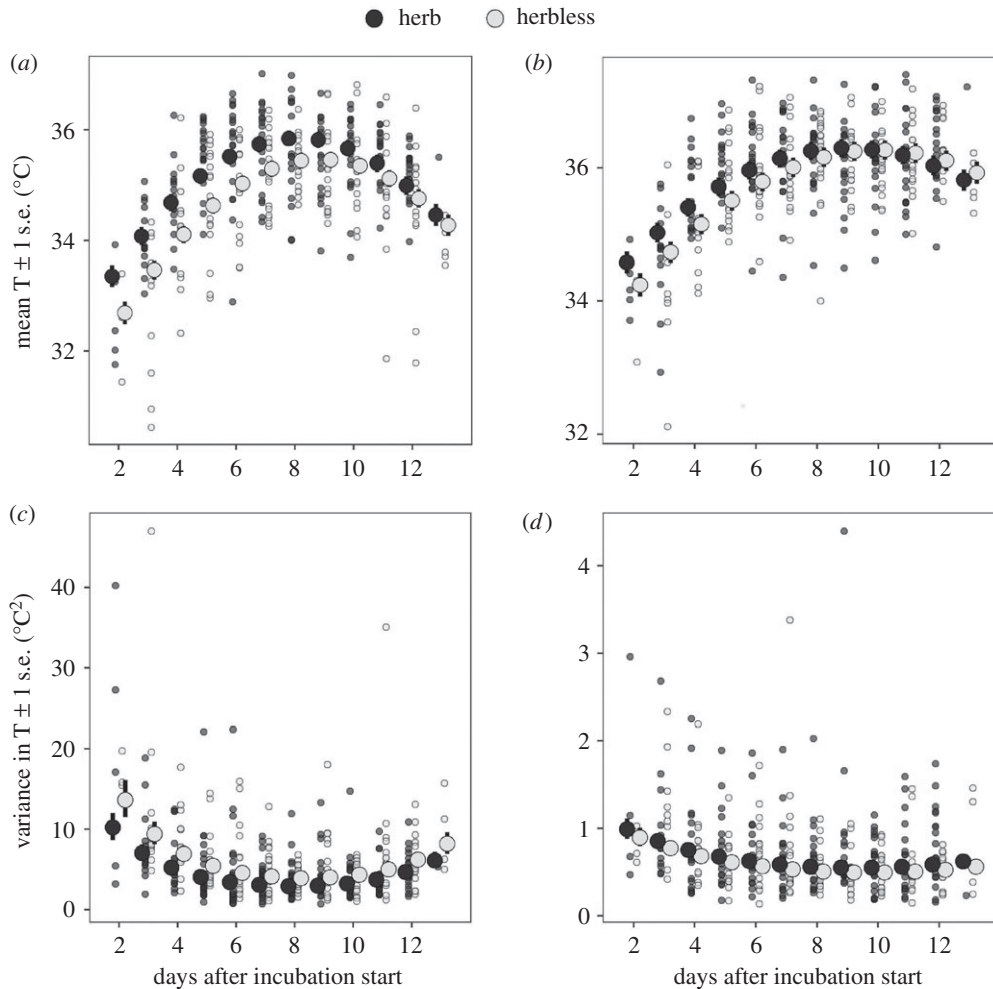 herb herbless
(a)
mean T ± 1 s.e. (°C)
36
34
32
2 4 6 8 10 12
(b)
36
34
32
2 4 6 8 10 12
(c)
variance in T ± 1 s.e. (°C²)
40
30
20
10
0
2 4 6 8 10 12
days after incubation start
(d)
4
3
2
1
0
2 4 6 8 10 12
days after incubation start